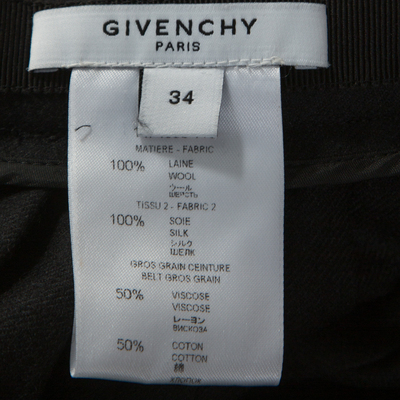 GIVENCHY
PARIS
34
MATIERE - FABRIC
100% LAINE
WOOL
ウール
ШЕРСТЬ
TISSU 2 - FABRIC 2
100% SOIE
SILK
シルク
ШЕЛК
GROS GRAIN CEINTURE
BELT GROS GRAIN
50% VISCOSE
VISCOSE
レーヨン
ВИСКОЗА
50% COTON
COTTON
綿
ХЛОПОК